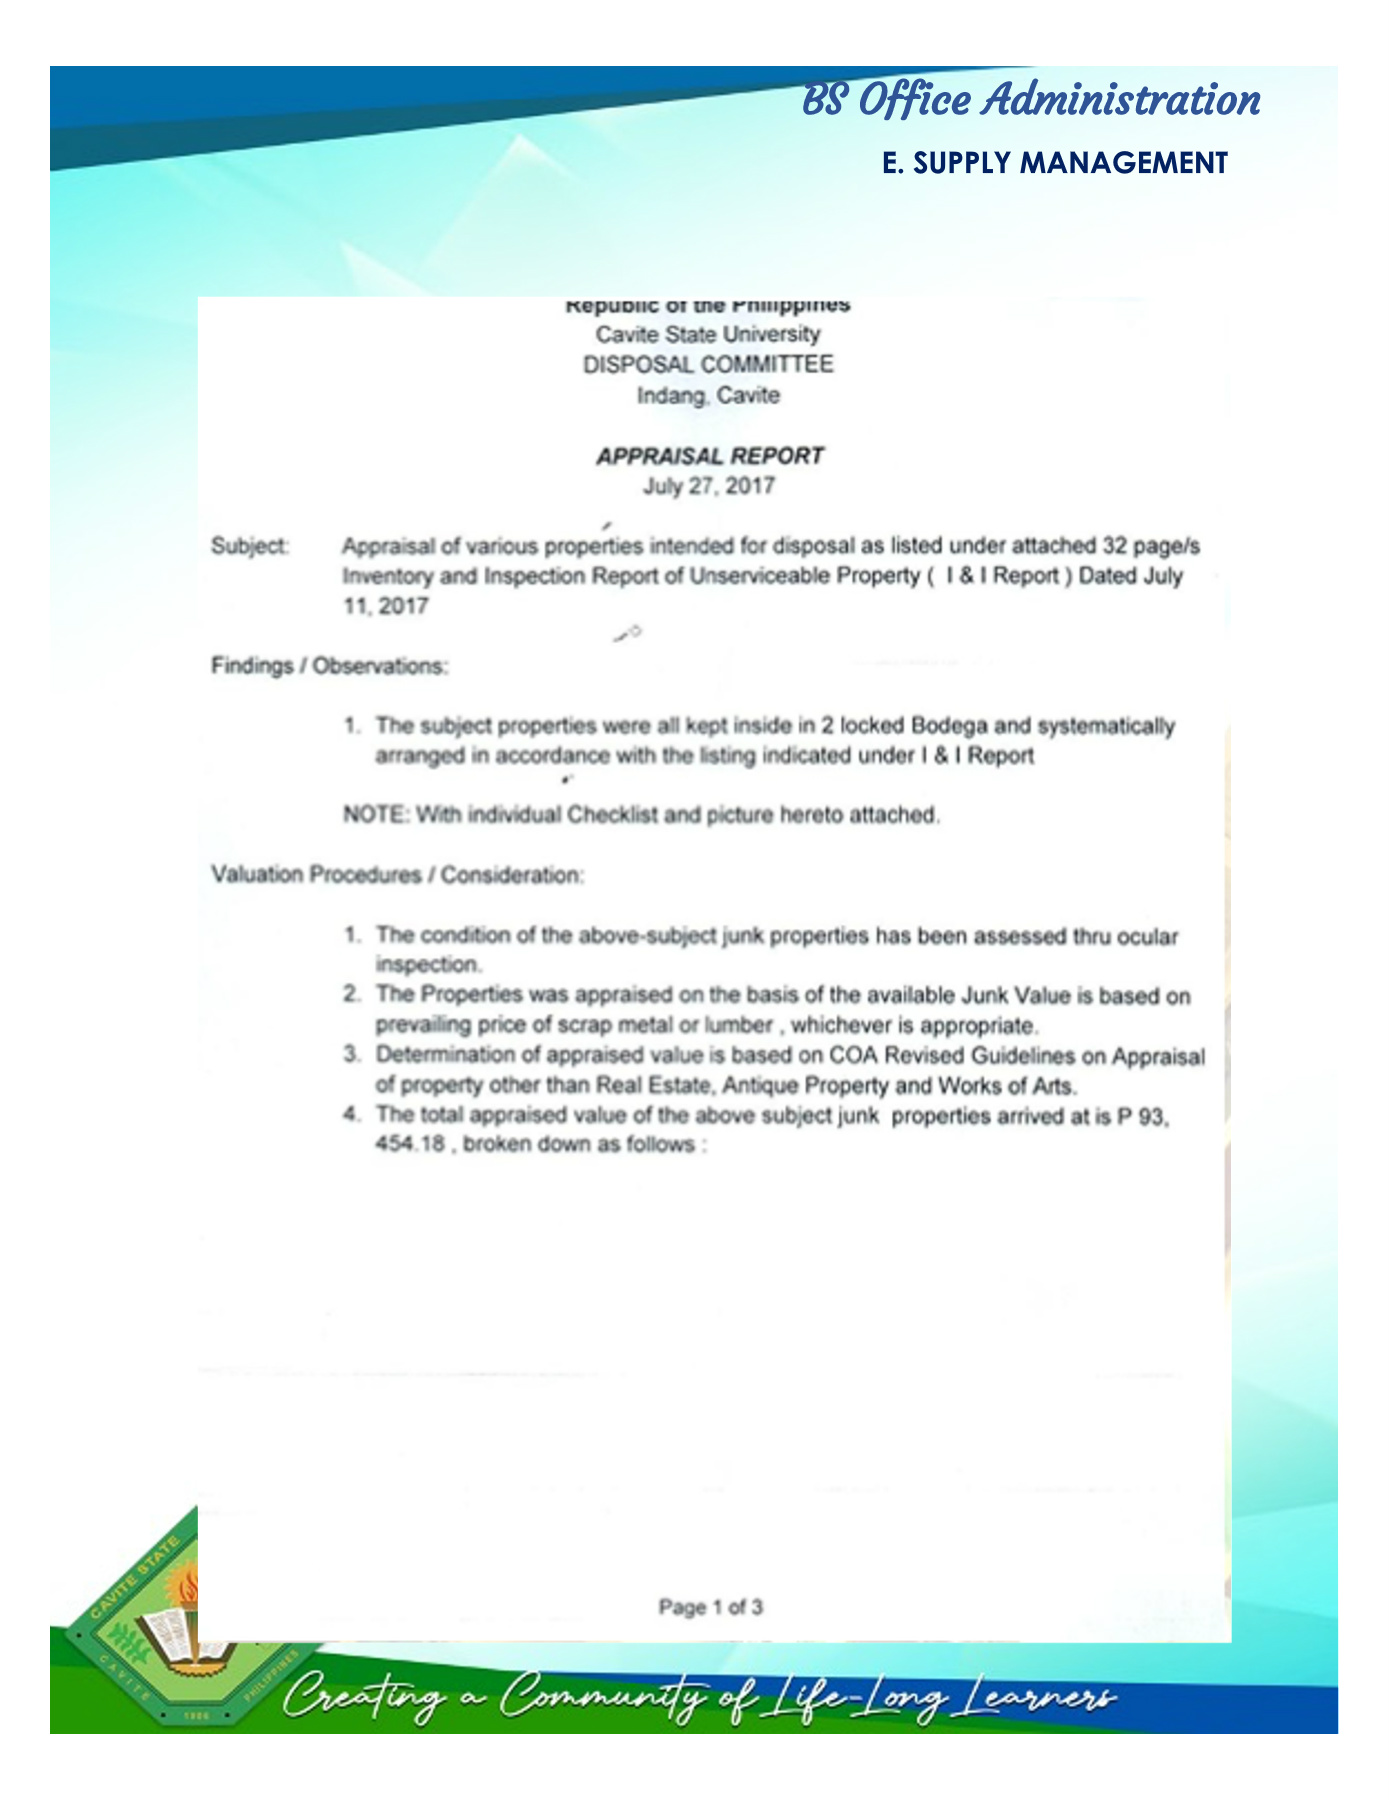 BS Office Administration
E. SUPPLY MANAGEMENT
Republic of the Philippines
Cavite State University
DISPOSAL COMMITTEE
Indang, Cavite
APPRAISAL REPORT
July 27, 2017
Subject: Appraisal of various properties intended for disposal as listed under attached 32 page/s
Inventory and Inspection Report of Unserviceable Property ( I & I Report ) Dated July
11, 2017
Findings / Observations:
1. The subject properties were all kept inside in 2 locked Bodega and systematically
arranged in accordance with the listing indicated under I & I Report
NOTE: With individual Checklist and picture hereto attached.
Valuation Procedures / Consideration:
1. The condition of the above-subject junk properties has been assessed thru ocular
inspection.
2. The Properties was appraised on the basis of the available Junk Value is based on
prevailing price of scrap metal or lumber , whichever is appropriate.
3. Determination of appraised value is based on COA Revised Guidelines on Appraisal
of property other than Real Estate, Antique Property and Works of Arts.
4. The total appraised value of the above subject junk properties arrived at is P 93,
454.18 , broken down as follows :
Page 1 of 3
CAVITE STATE
CAVITE
PHILIPPINES
1906
Creating a Community of Life-Long Learners